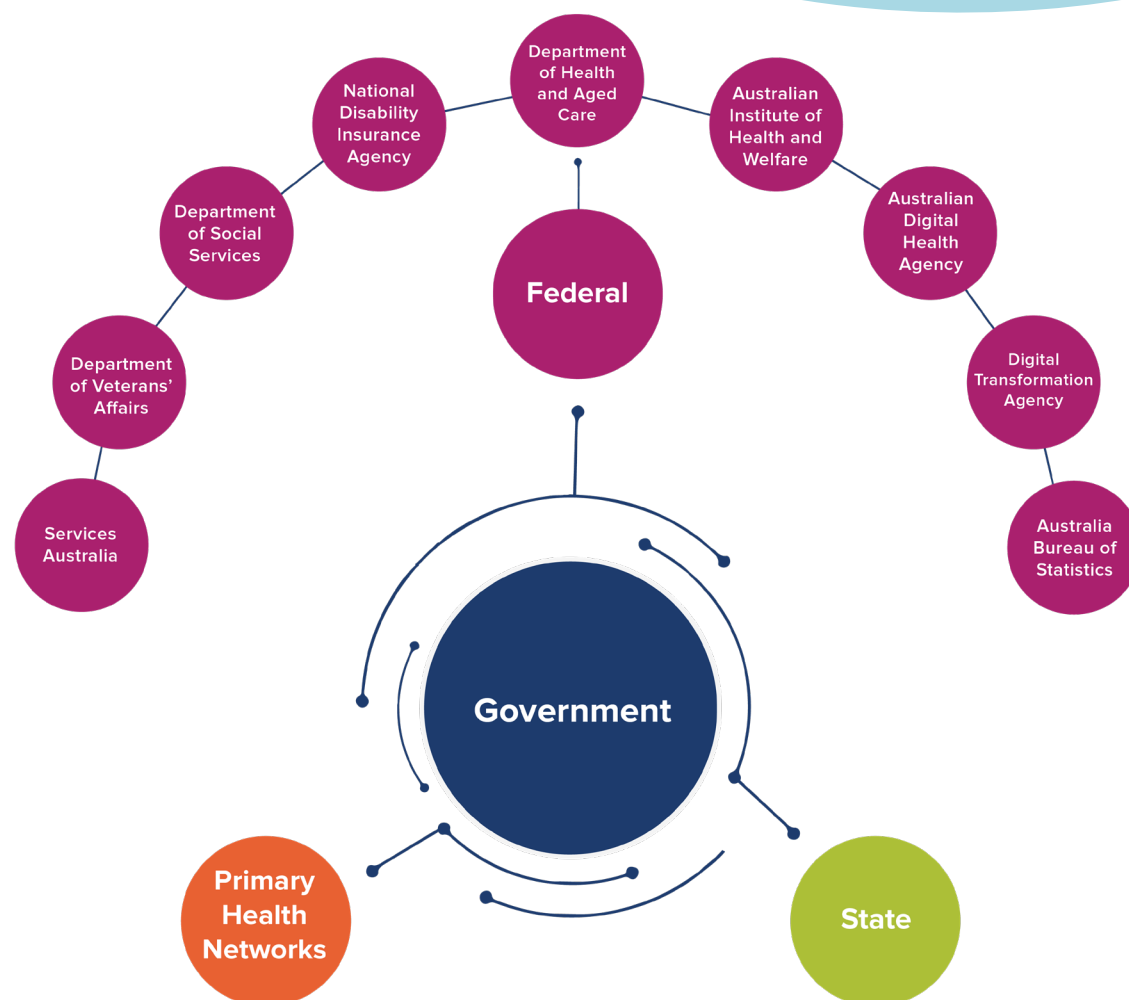 Department
of Health
and Aged
Care
National
Disability
Insurance
Agency
Australian
Institute of
Health and
Welfare
Department
of Social
Services
Australian
Digital
Health
Agency
Federal
Department
of Veterans’
Affairs
Digital
Transformation
Agency
Services
Australia
Australia
Bureau of
Statistics
Government
Primary
Health
Networks
State